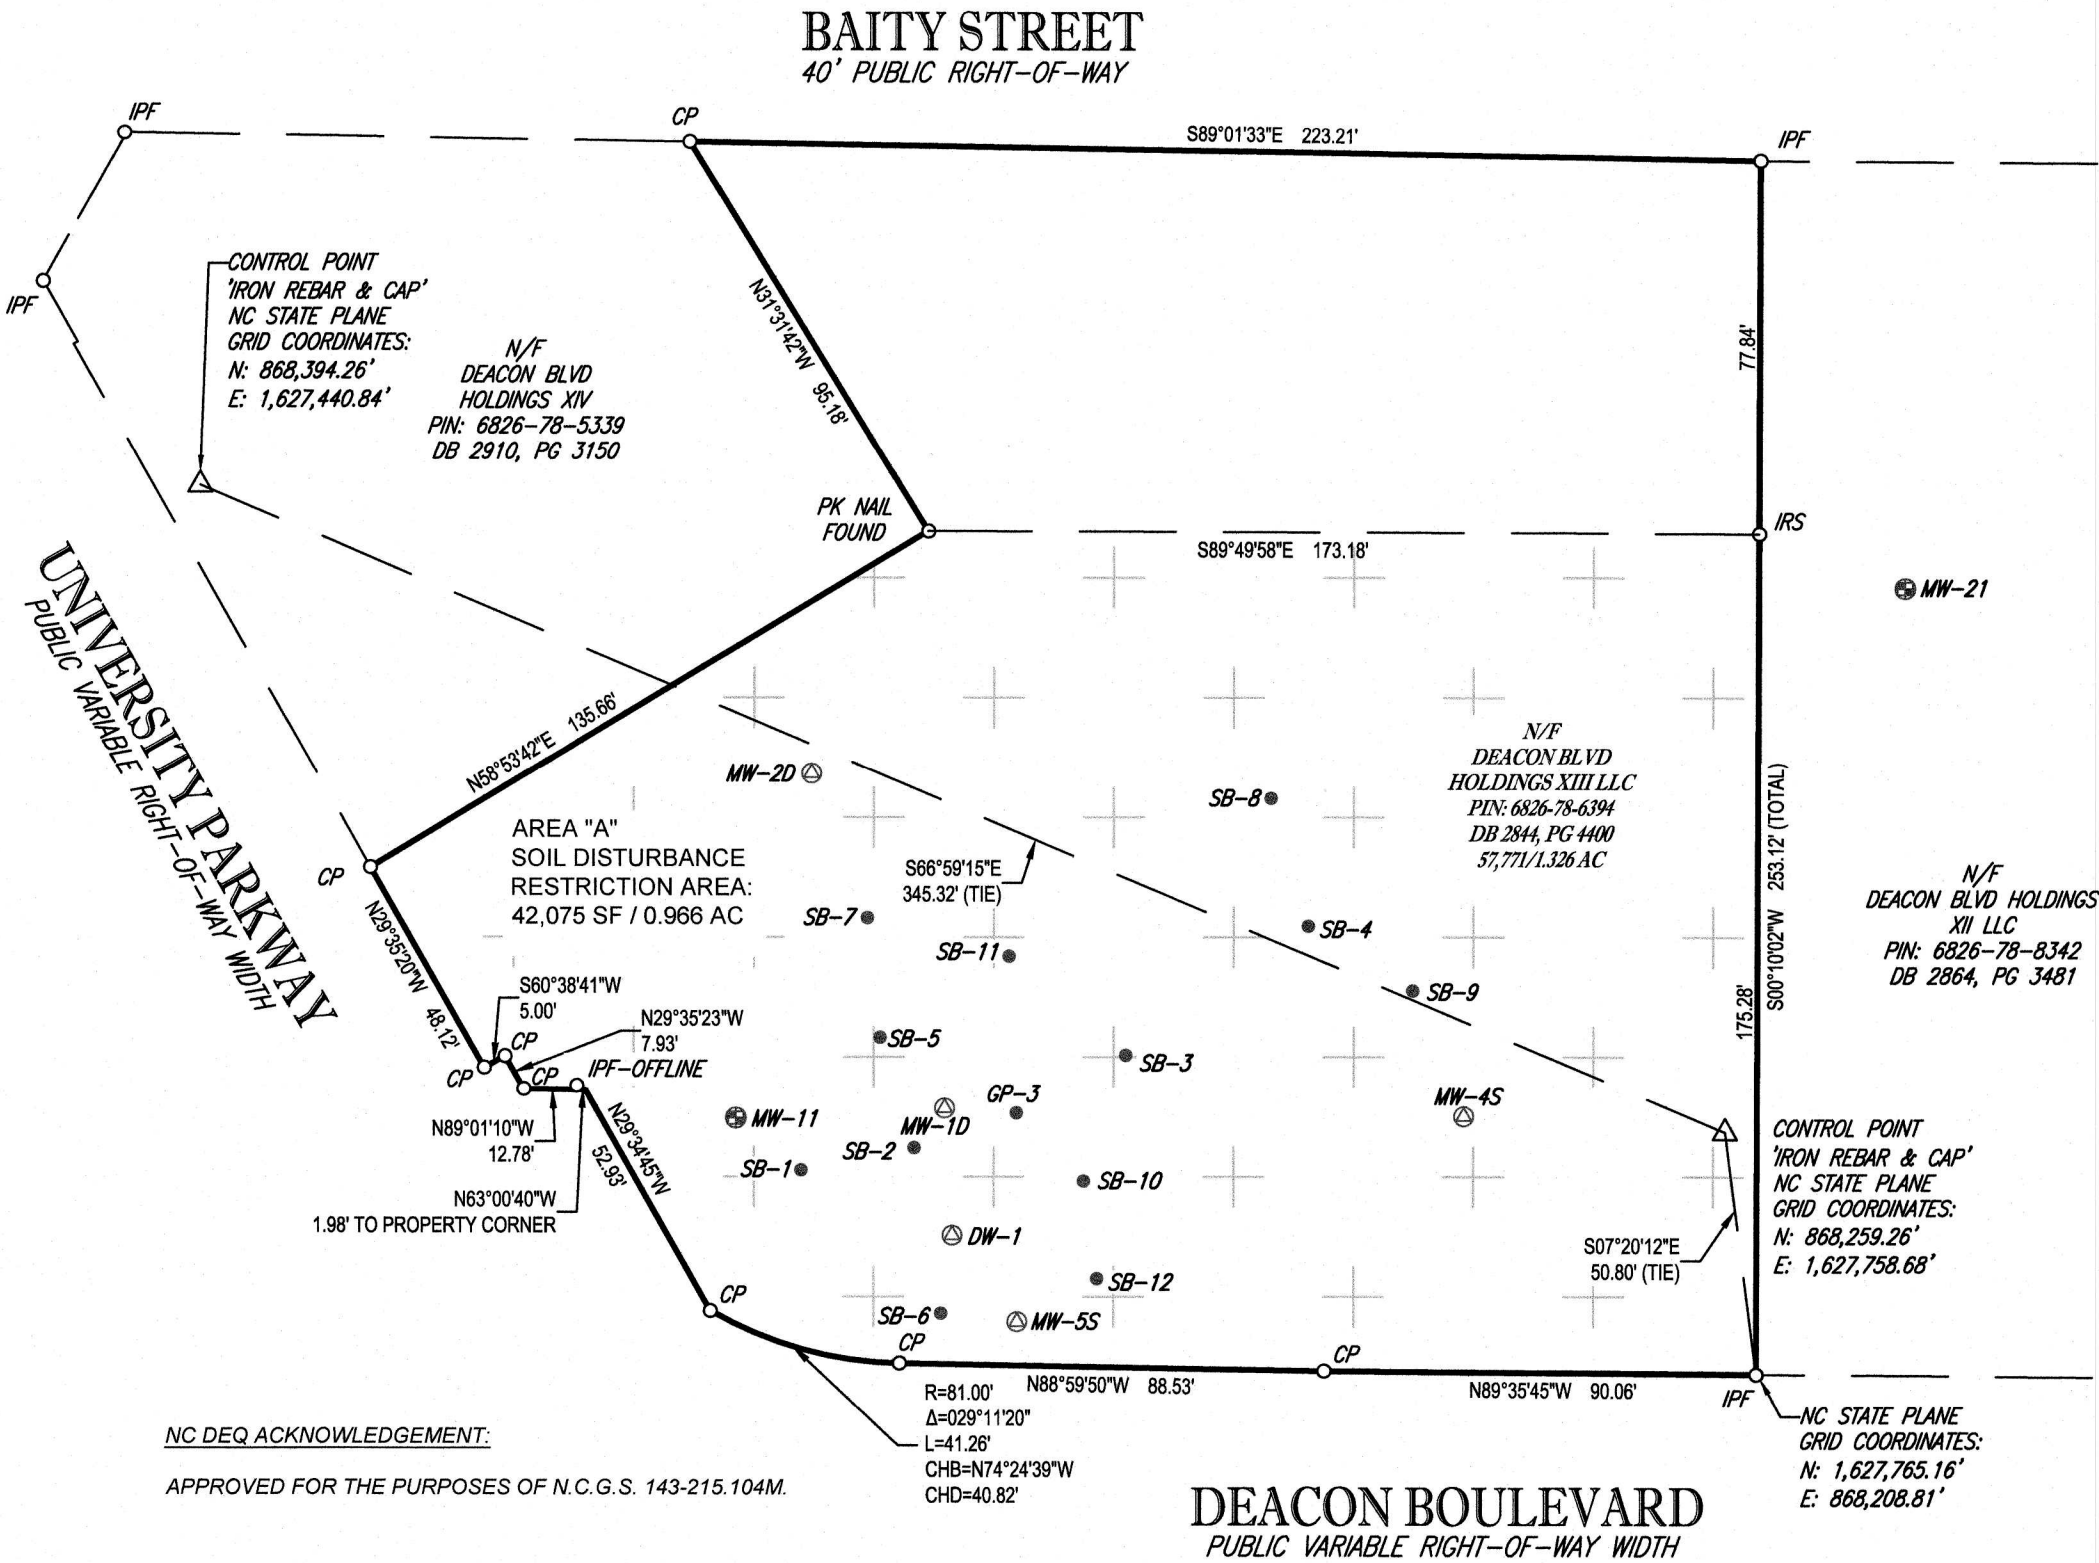 BAITY STREET
40' PUBLIC RIGHT-OF-WAY
IPF
CP
S89°01'33"E 223.21'
IPF
IPF
CONTROL POINT
'IRON REBAR & CAP'
NC STATE PLANE
GRID COORDINATES:
N: 868,394.26'
E: 1,627,440.84'
N/F
DEACON BLVD
HOLDINGS XIV
PIN: 6826-78-5339
DB 2910, PG 3150
N31°31'42"W 95.18'
77.84'
PK NAIL
FOUND
IRS
S89°49'58"E 173.18'
MW-21
UNIVERSITY PARKWAY
PUBLIC VARIABLE RIGHT-OF-WAY WIDTH
N58°53'42"E 135.66'
MW-2D
SB-8
N/F
DEACON BLVD
HOLDINGS XIII LLC
PIN: 6826-78-6394
DB 2844, PG 4400
57,771/1.326 AC
S00°10'02"W 253.12' (TOTAL)
175.28'
AREA "A"
SOIL DISTURBANCE
RESTRICTION AREA:
42,075 SF / 0.966 AC
S66°59'15"E
345.32' (TIE)
CP
N29°35'20"W 48.12'
SB-7
SB-11
SB-4
SB-9
N/F
DEACON BLVD HOLDINGS
XII LLC
PIN: 6826-78-8342
DB 2864, PG 3481
S60°38'41"W
5.00'
N29°35'23"W
7.93'
CP
CP
CP
IPF-OFFLINE
SB-5
SB-3
GP-3
MW-4S
MW-11
MW-1D
SB-2
SB-1
SB-10
N89°01'10"W
12.78'
N29°34'45"W
52.93'
N63°00'40"W
1.98' TO PROPERTY CORNER
CONTROL POINT
'IRON REBAR & CAP'
NC STATE PLANE
GRID COORDINATES:
N: 868,259.26'
E: 1,627,758.68'
DW-1
S07°20'12"E
50.80' (TIE)
SB-12
CP
SB-6
MW-5S
CP
CP
N88°59'50"W 88.53'
N89°35'45"W 90.06'
IPF
R=81.00'
Δ=029°11'20"
L=41.26'
CHB=N74°24'39"W
CHD=40.82'
NC STATE PLANE
GRID COORDINATES:
N: 1,627,765.16'
E: 868,208.81'
NC DEQ ACKNOWLEDGEMENT:
APPROVED FOR THE PURPOSES OF N.C.G.S. 143-215.104M.
DEACON BOULEVARD
PUBLIC VARIABLE RIGHT-OF-WAY WIDTH